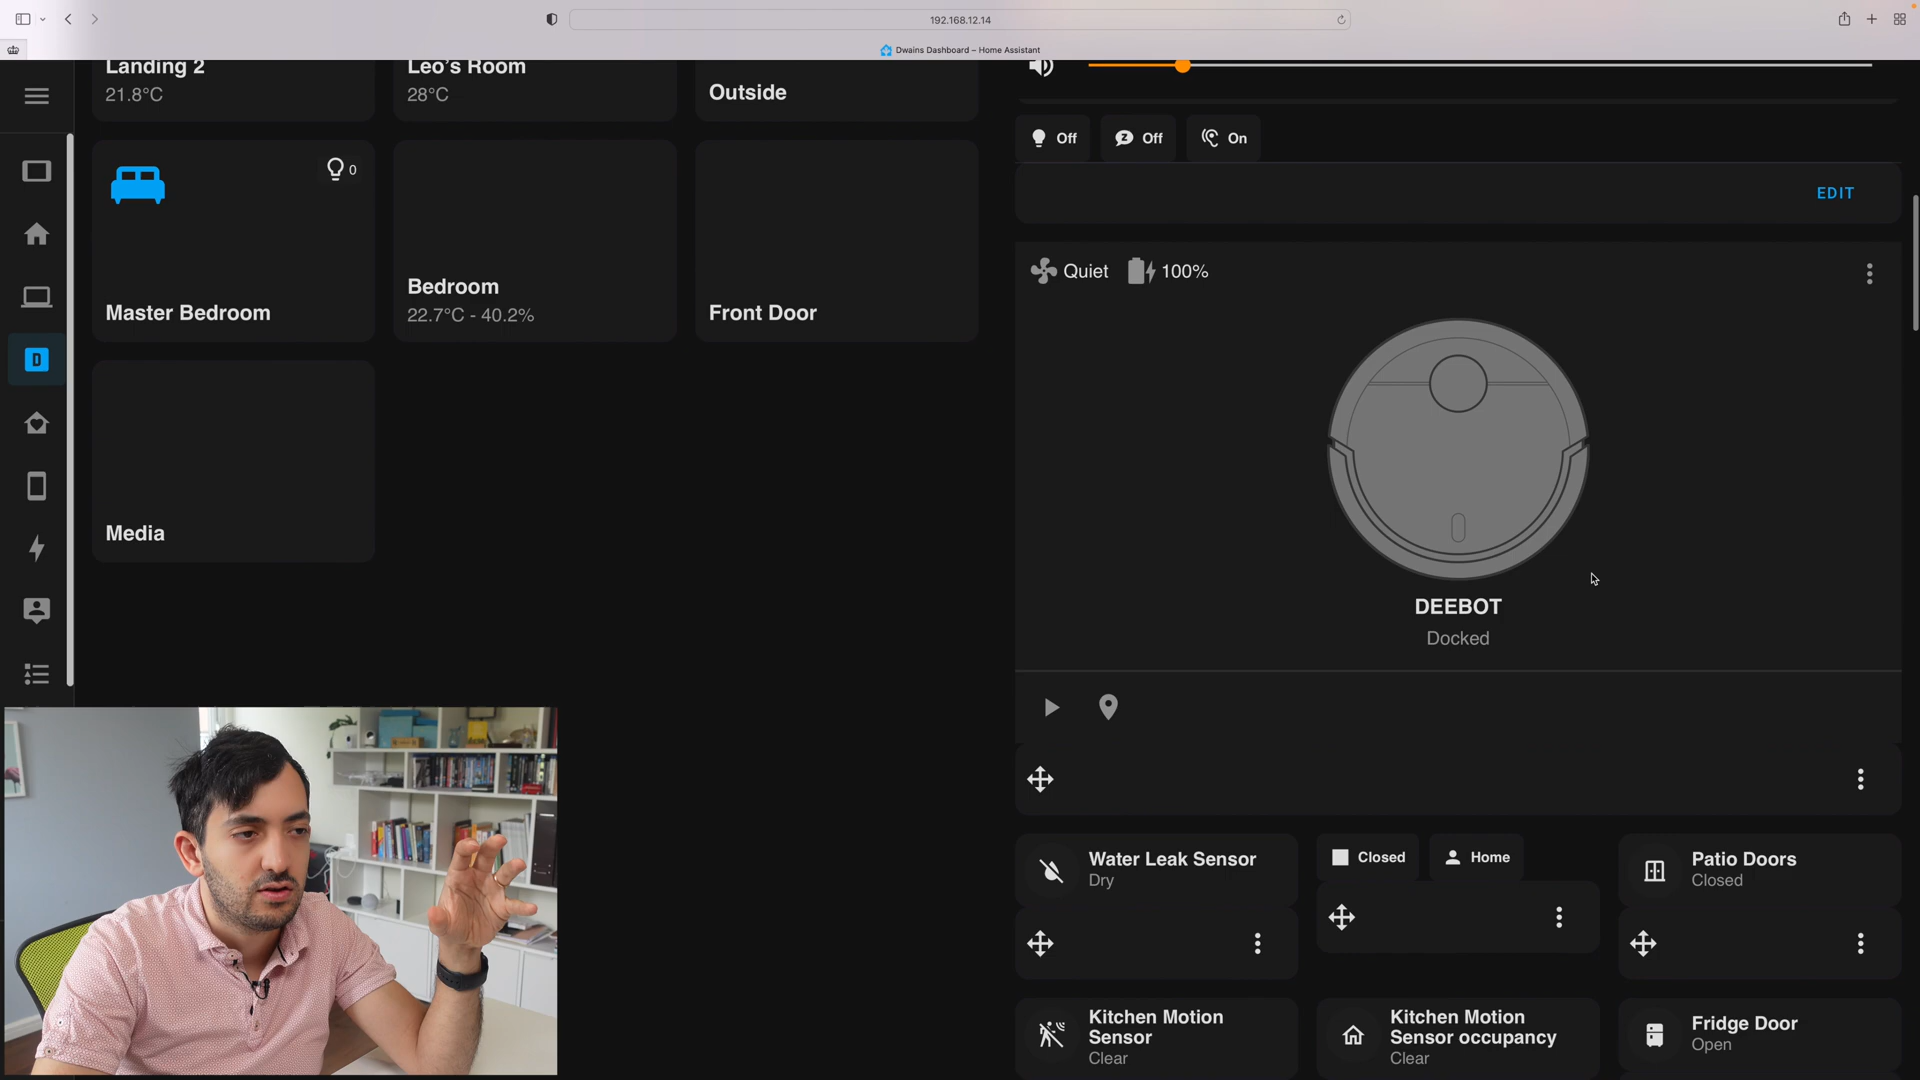 192.168.12.14
Dwains Dashboard – Home Assistant
Landing 2
21.8°C
Leo's Room
28°C
Outside
Off
Off
On
EDIT
D
0
Master Bedroom
Bedroom
22.7°C - 40.2%
Front Door
Quiet
100%
Media
DEEBOT
Docked
Water Leak Sensor
Dry
Closed
Home
Patio Doors
Closed
Kitchen Motion
Sensor
Clear
Kitchen Motion
Sensor occupancy
Clear
Fridge Door
Open